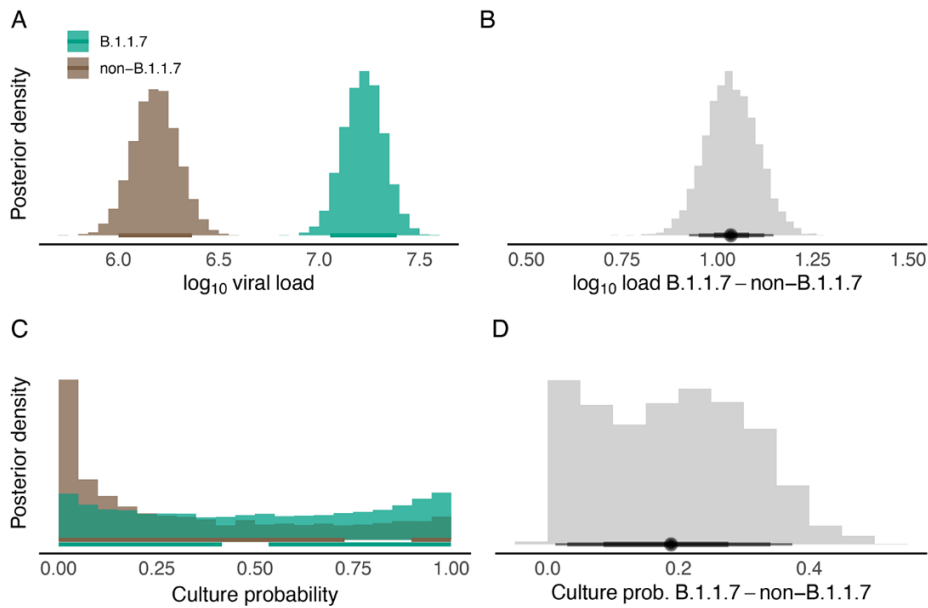 A
B
B.1.1.7
non−B.1.1.7
Posterior density
6.0 6.5 7.0 7.5
log₁₀ viral load
0.50 0.75 1.00 1.25 1.50
log₁₀ load B.1.1.7 − non−B.1.1.7
C
D
Posterior density
0.00 0.25 0.50 0.75 1.00
Culture probability
0.0 0.2 0.4
Culture prob. B.1.1.7 − non−B.1.1.7